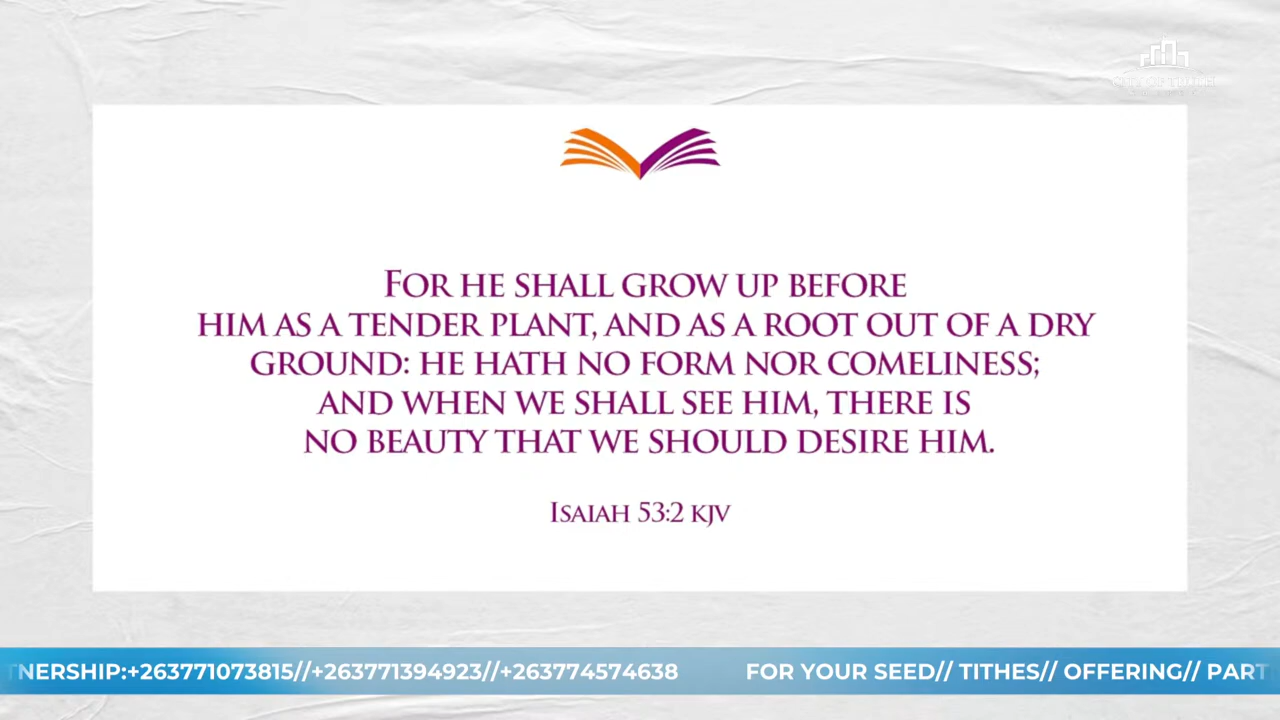 For he shall grow up before
him as a tender plant, and as a root out of a dry
ground: he hath no form nor comeliness;
and when we shall see him, there is
no beauty that we should desire him.
Isaiah 53:2 KJV
TNERSHIP:+263771073815//+263771394923//+263774574638 FOR YOUR SEED// TITHES// OFFERING// PART